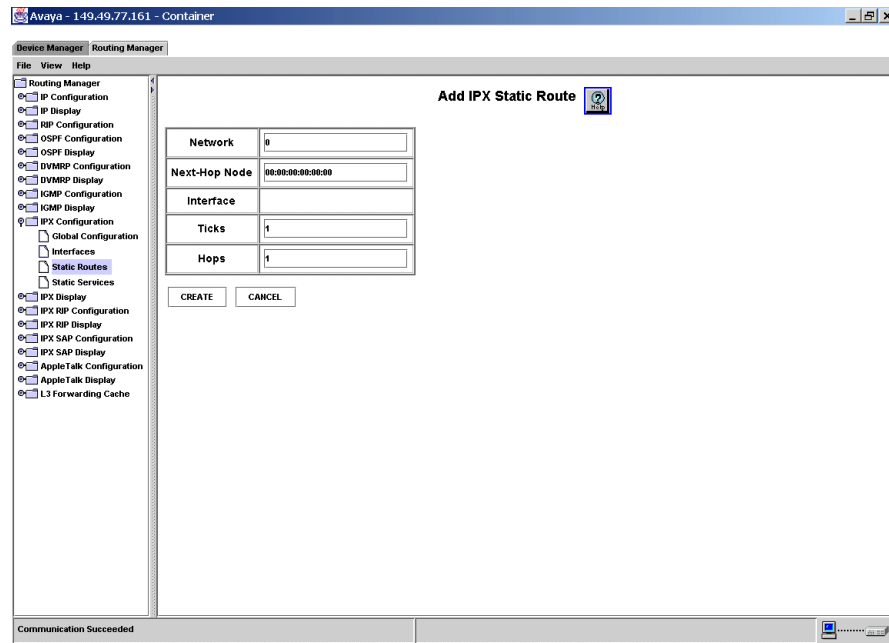 Avaya - 149.49.77.161 - Container
Device Manager Routing Manager
File View Help
Routing Manager
IP Configuration
IP Display
RIP Configuration
OSPF Configuration
OSPF Display
DVMRP Configuration
DVMRP Display
IGMP Configuration
IGMP Display
IPX Configuration
Global Configuration
Interfaces
Static Routes
Static Services
IPX Display
IPX RIP Configuration
IPX RIP Display
IPX SAP Configuration
IPX SAP Display
AppleTalk Configuration
AppleTalk Display
L3 Forwarding Cache
Add IPX Static Route Help
Network 0
Next-Hop Node 00:00:00:00:00:00
Interface
Ticks 1
Hops 1
CREATE CANCEL
Communication Succeeded